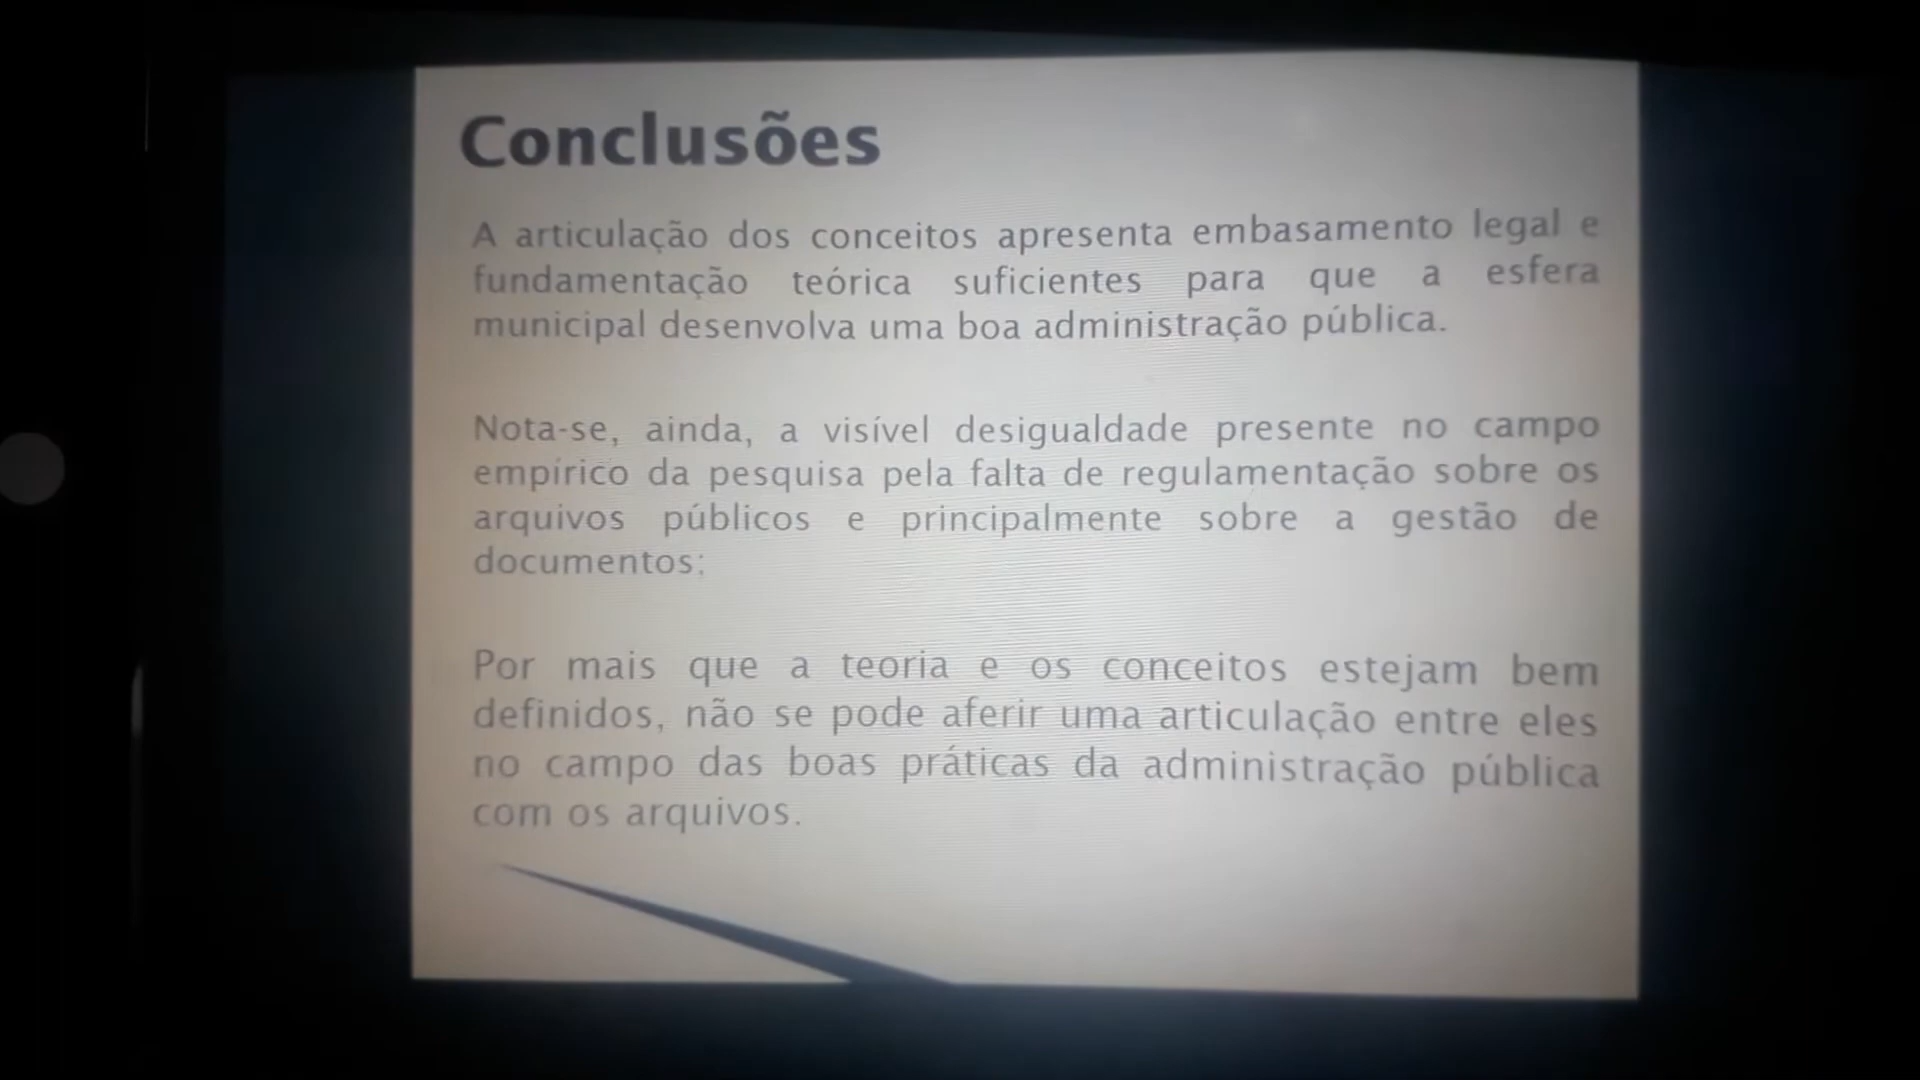 Conclusões
A articulação dos conceitos apresenta embasamento legal e
fundamentação teórica suficientes para que a esfera
municipal desenvolva uma boa administração pública.
Nota-se, ainda, a visível desigualdade presente no campo
empírico da pesquisa pela falta de regulamentação sobre os
arquivos públicos e principalmente sobre a gestão de
documentos;
Por mais que a teoria e os conceitos estejam bem
definidos, não se pode aferir uma articulação entre eles
no campo das boas práticas da administração pública
com os arquivos.